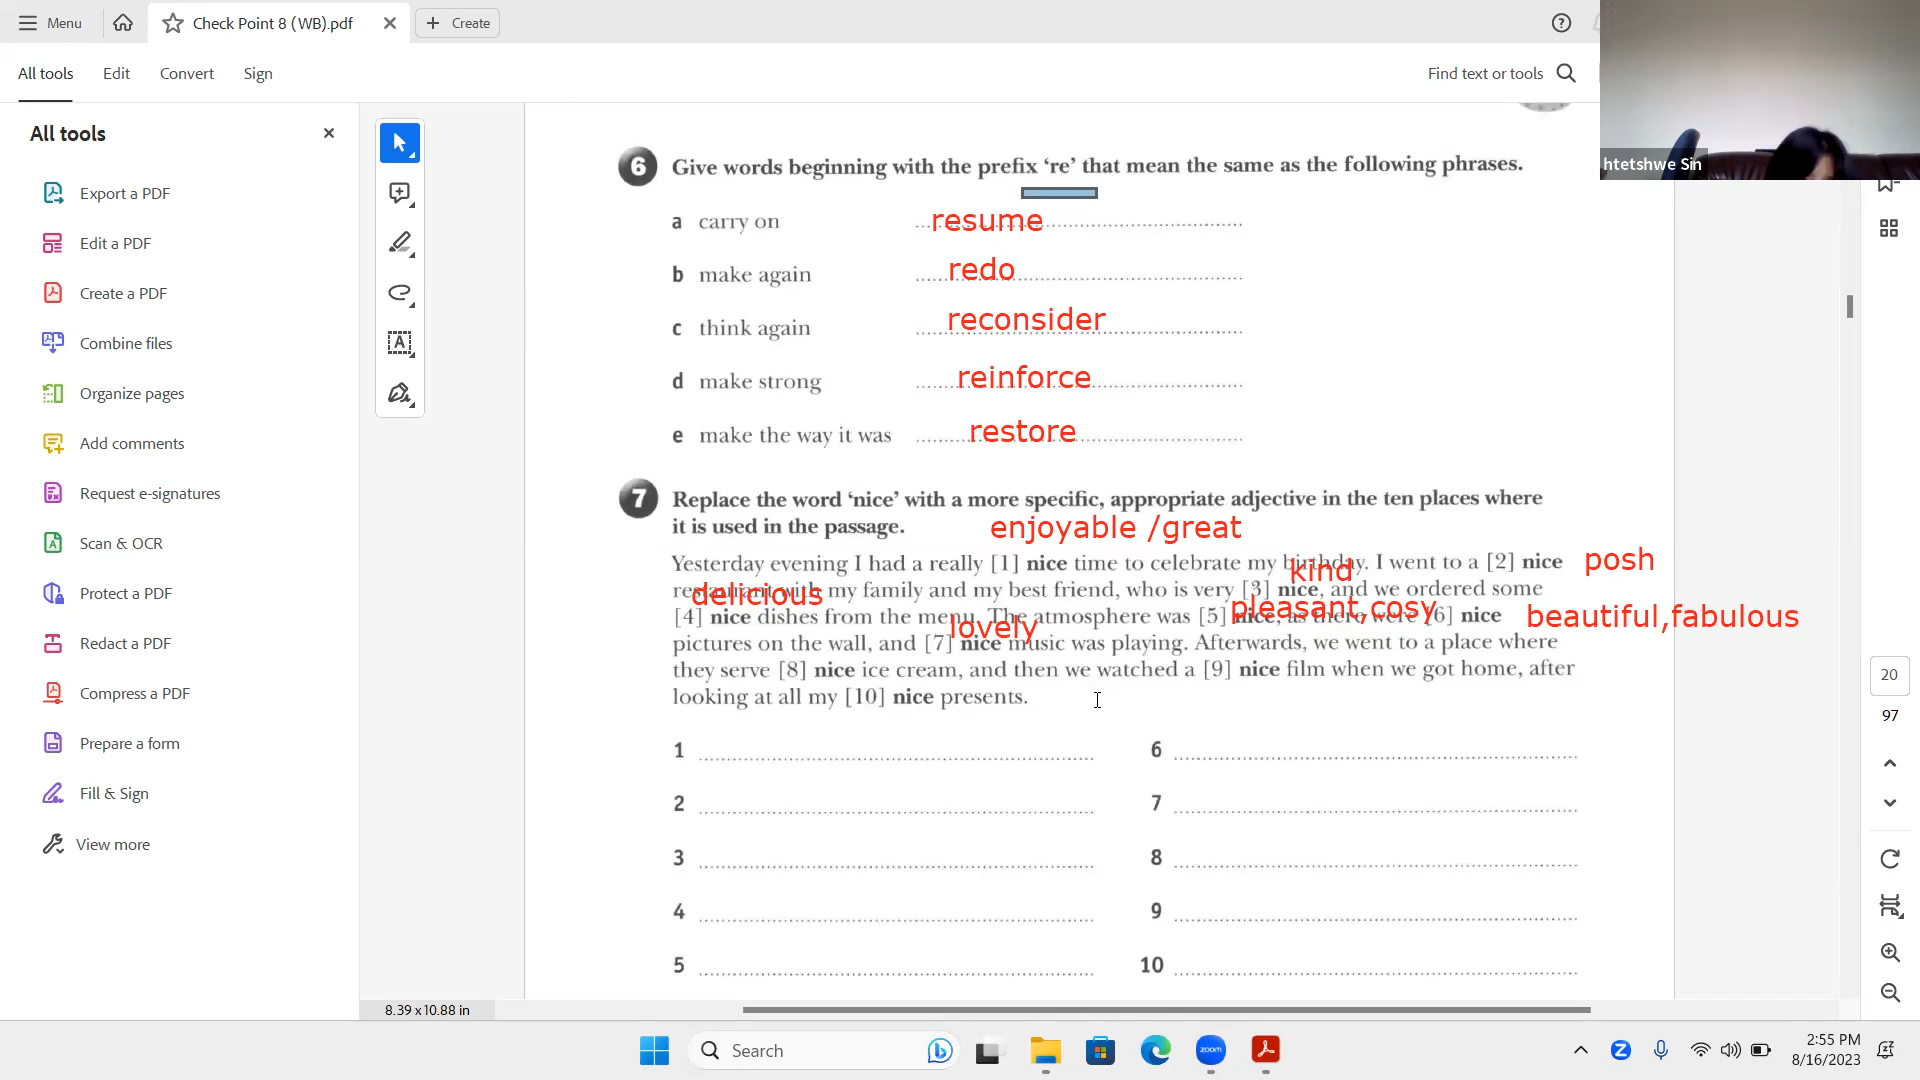 Menu
Check Point 8 (WB).pdf
Create
All tools
Edit
Convert
Sign
Find text or tools
htetshwe Sin
All tools
Export a PDF
Edit a PDF
Create a PDF
Combine files
Organize pages
Add comments
Request e-signatures
Scan & OCR
Protect a PDF
Redact a PDF
Compress a PDF
Prepare a form
Fill & Sign
View more
6 Give words beginning with the prefix ‘re’ that mean the same as the following phrases.
a carry on resume
b make again redo
c think again reconsider
d make strong reinforce
e make the way it was restore
7 Replace the word ‘nice’ with a more specific, appropriate adjective in the ten places where
it is used in the passage.
enjoyable /great
Yesterday evening I had a really [1] nice time to celebrate my birthday. I went to a [2] nice
posh
kind
restaurant with my family and my best friend, who is very [3] nice, and we ordered some
delicious
[4] nice dishes from the menu. The atmosphere was [5] nice, as there were [6] nice
pleasant,cosy
beautiful,fabulous
lovely
pictures on the wall, and [7] nice music was playing. Afterwards, we went to a place where
they serve [8] nice ice cream, and then we watched a [9] nice film when we got home, after
looking at all my [10] nice presents.
1
6
2
7
3
8
4
9
5
10
20
97
8.39 x 10.88 in
Search
zoom
2:55 PM
8/16/2023